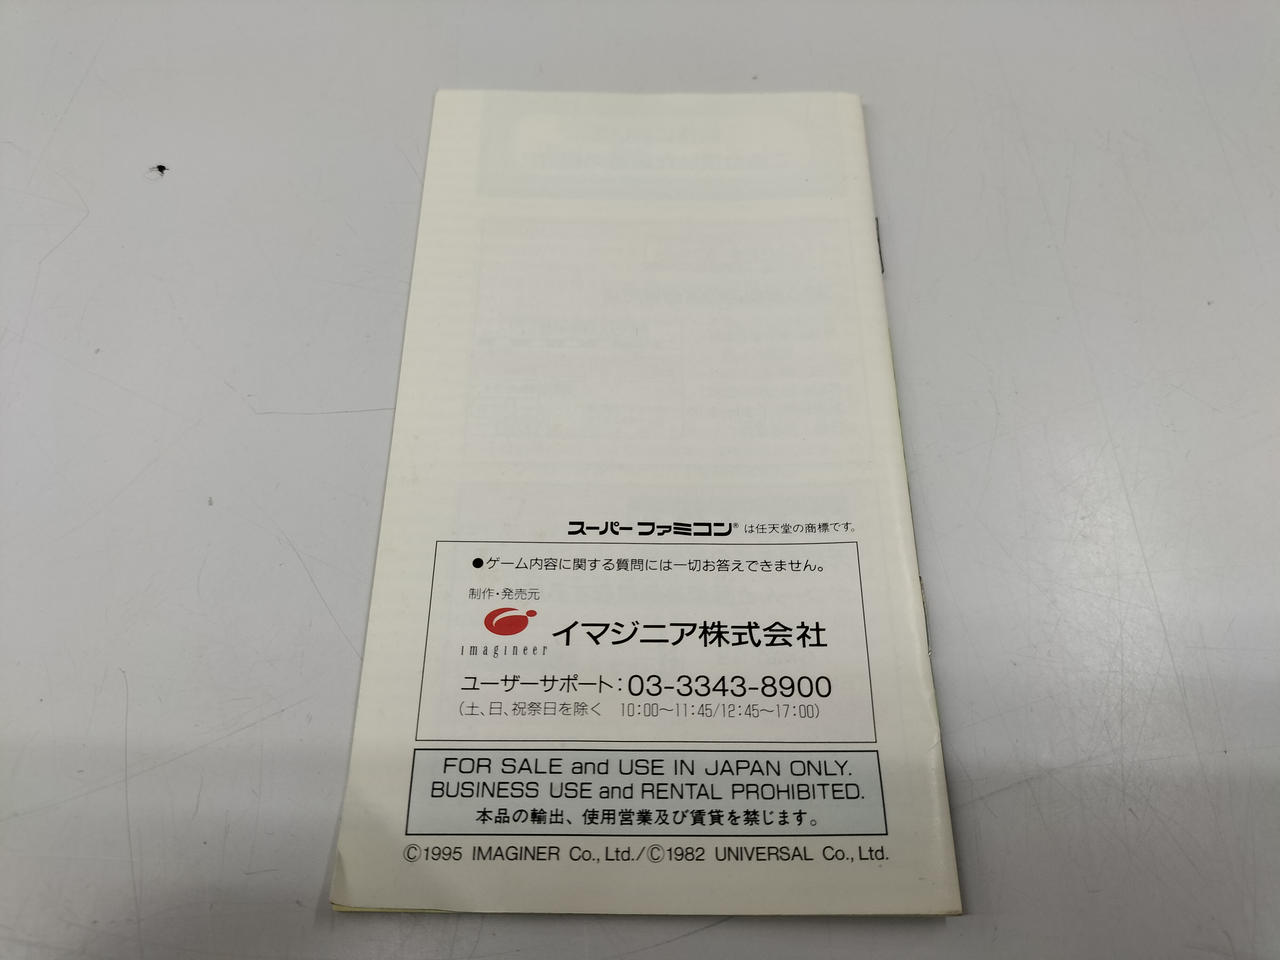 スーパーファミコン® は任天堂の商標です。
●ゲーム内容に関する質問には一切お答えできません。
制作・発売元
imagineer イマジニア株式会社
ユーザーサポート：03-3343-8900
（土、日、祝祭日を除く 10:00～11:45/12:45～17:00）
FOR SALE and USE IN JAPAN ONLY.
BUSINESS USE and RENTAL PROHIBITED.
本品の輸出、使用営業及び賃貸を禁じます。
©1995 IMAGINER Co., Ltd./©1982 UNIVERSAL Co., Ltd.